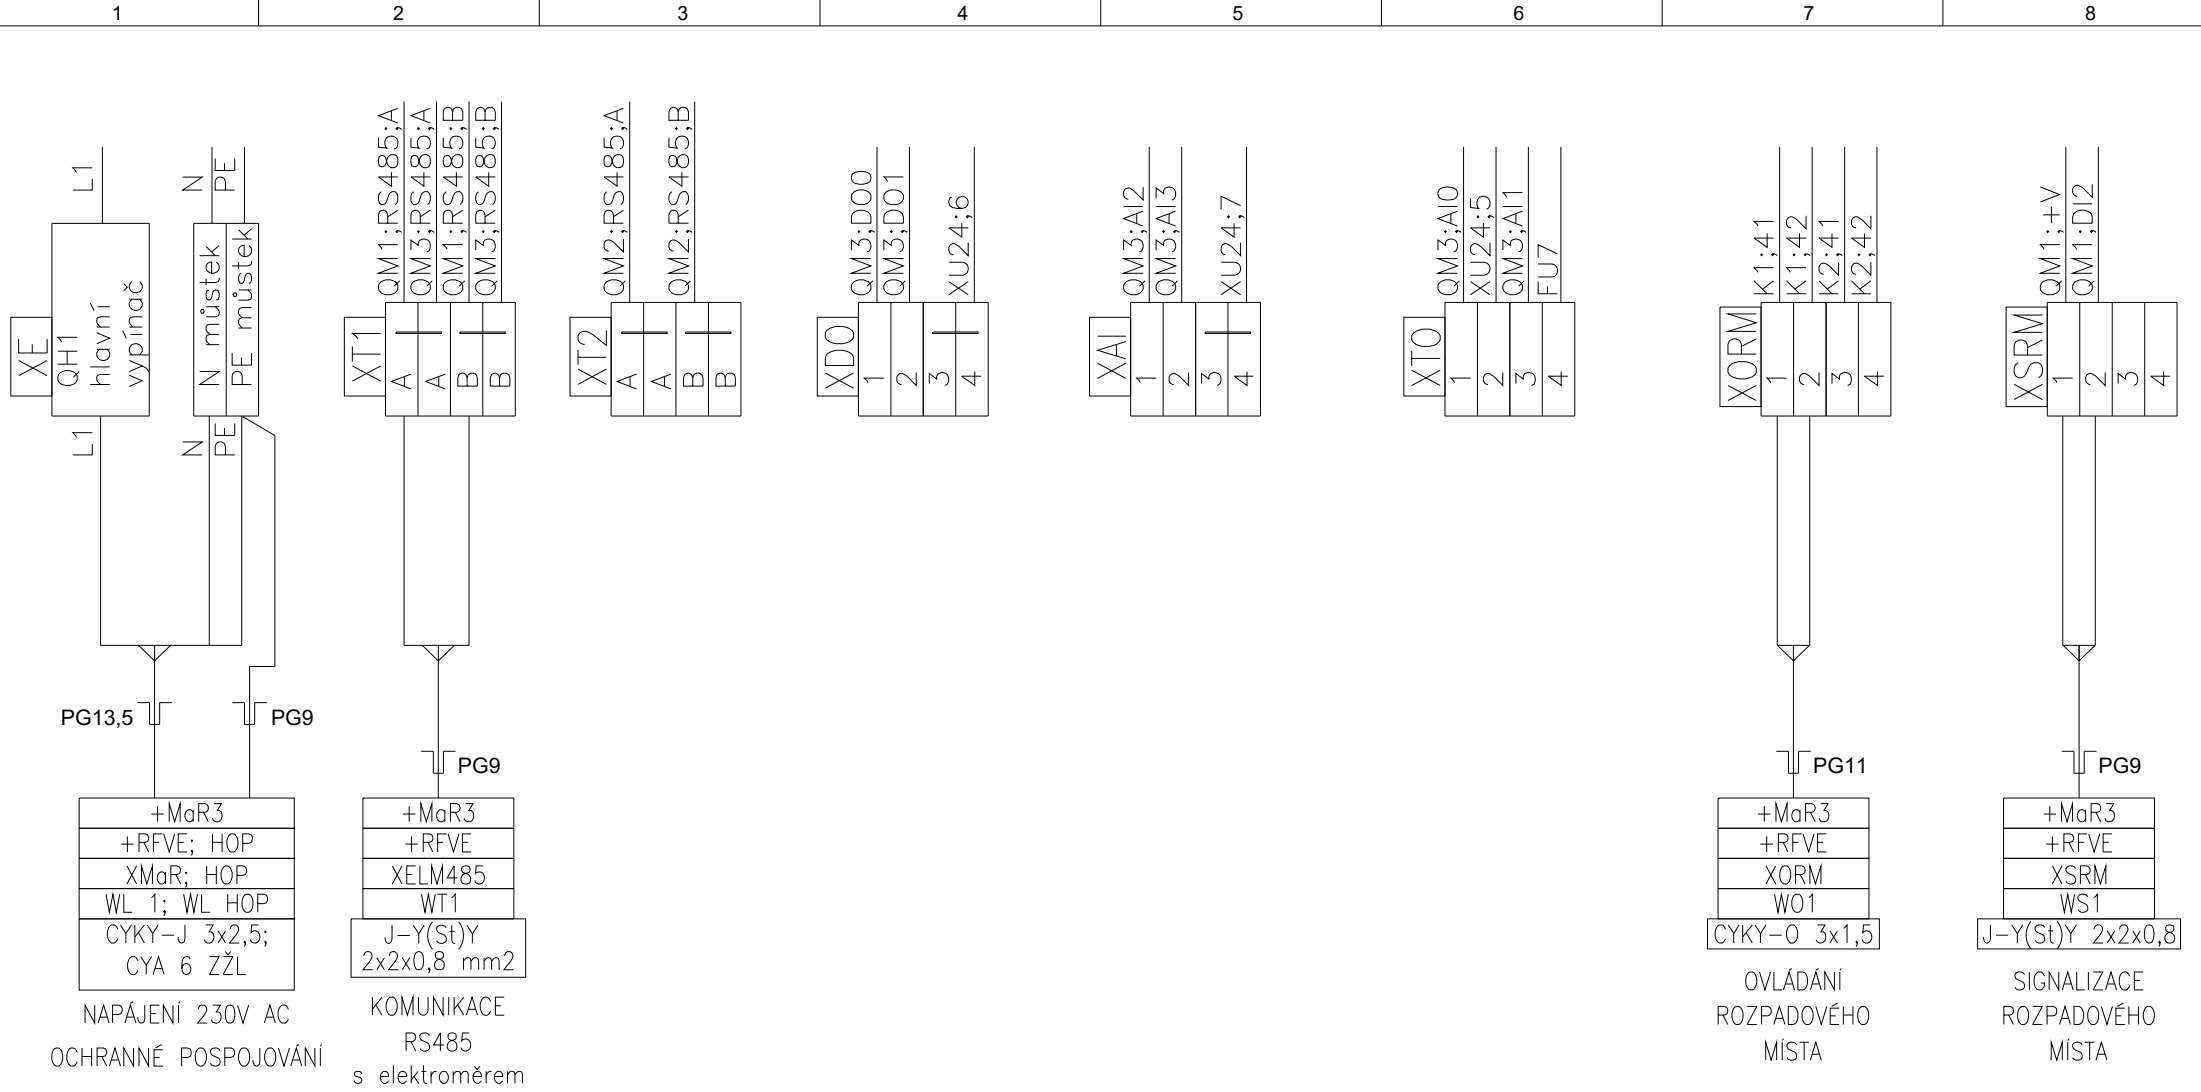 1
2
3
4
5
6
7
8
L1
N
PE
XE
QH1
hlavní
vypínač
N můstek
PE můstek
L1
N
PE
PG13,5
PG9
+MaR3
+RFVE; HOP
XMaR; HOP
WL 1; WL HOP
CYKY-J 3x2,5;
CYA 6 ZŽL
NAPÁJENÍ 230V AC
OCHRANNÉ POSPOJOVÁNÍ
QM1;RS485;A
QM3;RS485;A
QM1;RS485;B
QM3;RS485;B
XT1
A
A
B
B
PG9
+MaR3
+RFVE
XELM485
WT1
J-Y(St)Y
2x2x0,8 mm2
KOMUNIKACE
RS485
s elektroměrem
QM2;RS485;A
QM2;RS485;B
XT2
A
A
B
B
QM3;DO0
QM3;DO1
XU24;6
XDO
1
2
3
4
QM3;AI2
QM3;AI3
XU24;7
XAI
1
2
3
4
QM3;AI0
XU24;5
QM3;AI1
FU7
XTO
1
2
3
4
K1;41
K1;42
K2;41
K2;42
XORM
1
2
3
4
PG11
+MaR3
+RFVE
XORM
WO1
CYKY-O 3x1,5
OVLÁDÁNÍ
ROZPADOVÉHO
MÍSTA
QM1;+V
QM1;DI2
XSRM
1
2
3
4
PG9
+MaR3
+RFVE
XSRM
WS1
J-Y(St)Y 2x2x0,8
SIGNALIZACE
ROZPADOVÉHO
MÍSTA